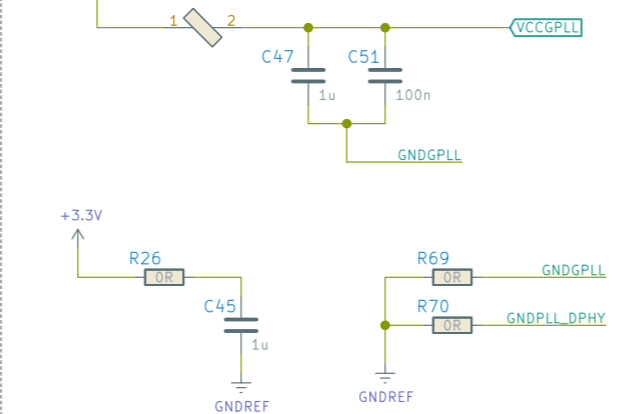 1 2
VCCGPLL
C47 C51
1u 100n
GNDGPLL
+3.3V
R26 R69
0R 0R GNDGPLL
C45 R70
1u 0R GNDPLL_DPHY
GNDREF GNDREF